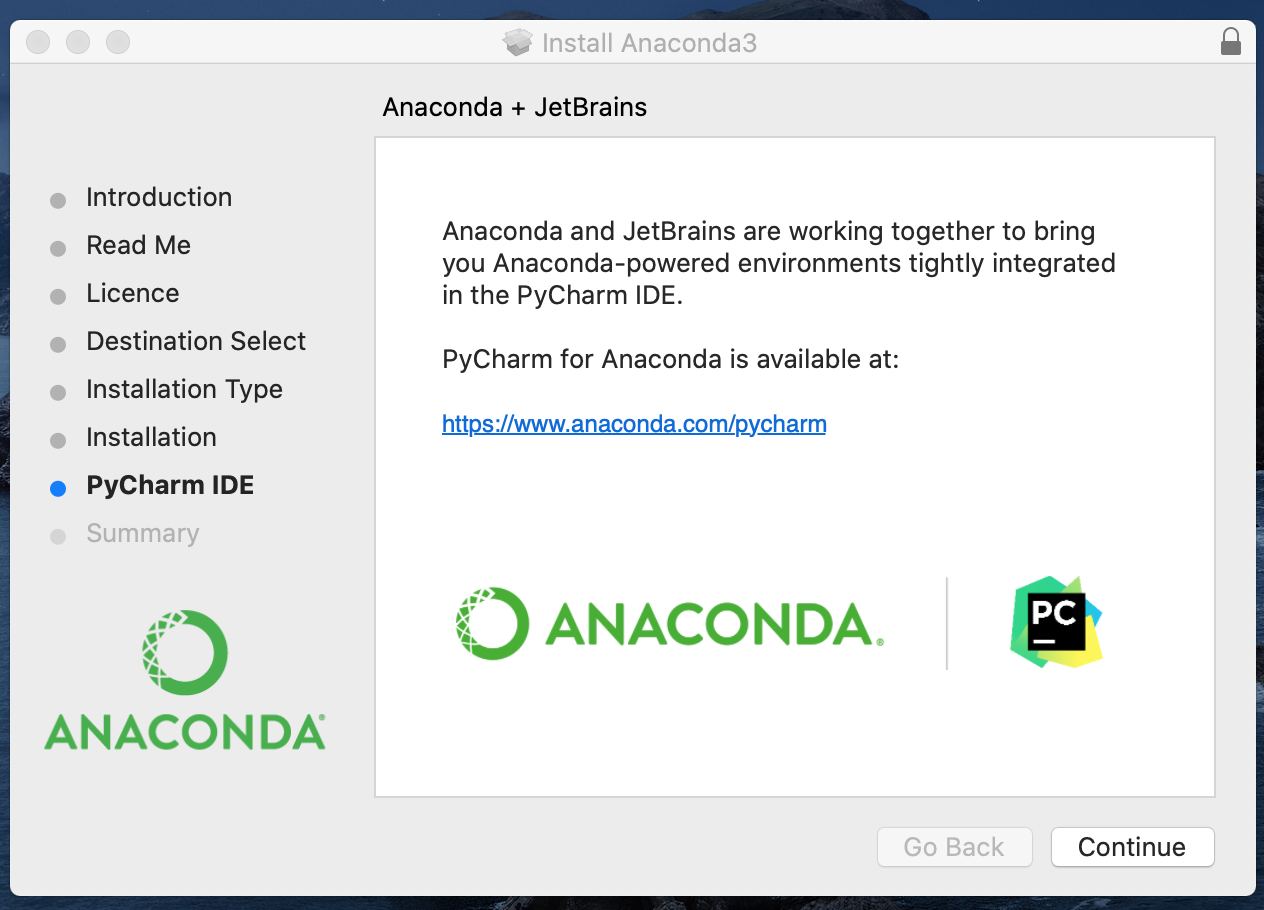 Install Anaconda3
Anaconda + JetBrains
Introduction
Read Me
Licence
Destination Select
Installation Type
Installation
PyCharm IDE
Summary
ANACONDA®
Anaconda and JetBrains are working together to bring
you Anaconda-powered environments tightly integrated
in the PyCharm IDE.
PyCharm for Anaconda is available at:
https://www.anaconda.com/pycharm
ANACONDA®
PC
Go Back
Continue